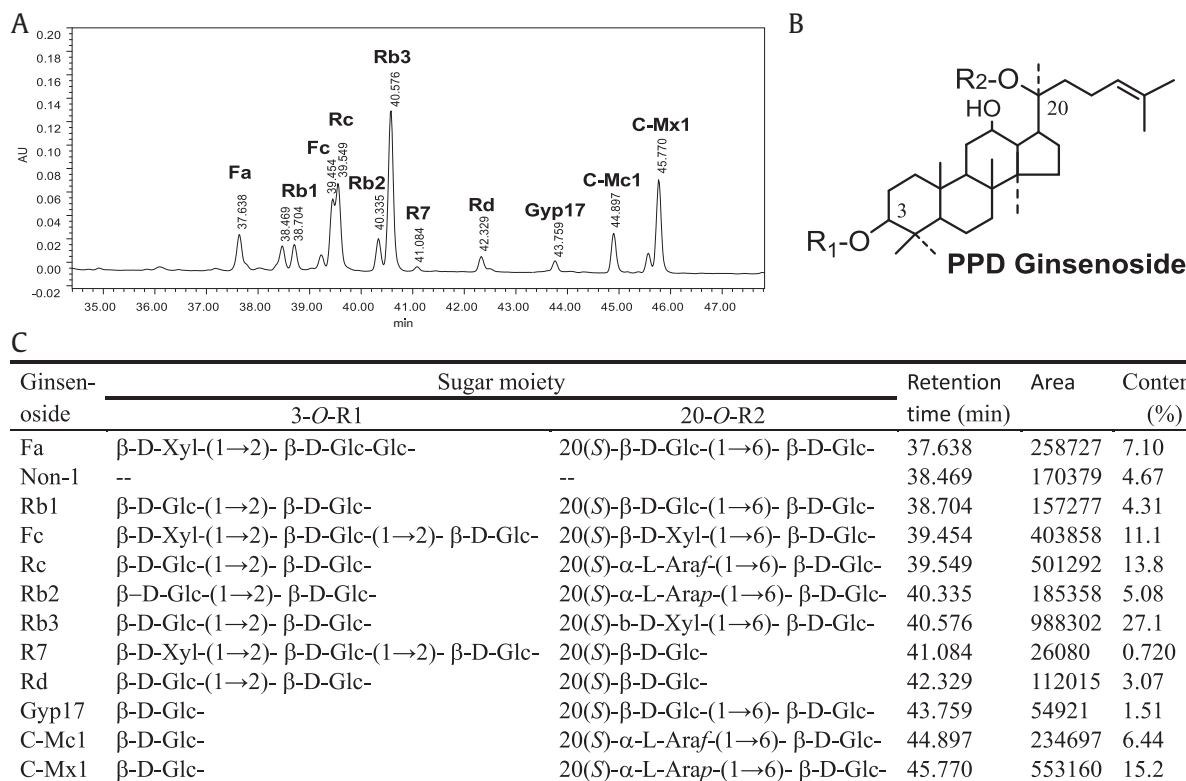 A
0.20
0.18
0.16
0.14
0.12
0.10
0.08
0.06
0.04
0.02
0.00
-0.02
AU
Fa
37.638
Rb1
38.469
38.704
Fc
39.454
Rc
39.549
Rb2
40.335
Rb3
40.576
R7
41.084
Rd
42.329
Gyp17
43.759
C-Mc1
44.897
C-Mx1
45.770
35.00 36.00 37.00 38.00 39.00 40.00 41.00 42.00 43.00 44.00 45.00 46.00 47.00
min
B
R2-O
20
HO
3
R1-O
PPD Ginsenoside
C
Ginsen- Sugar moiety Retention Area Conten
oside 3-O-R1 20-O-R2 time (min) (%)
Fa β-D-Xyl-(1→2)- β-D-Glc-Glc- 20(S)-β-D-Glc-(1→6)- β-D-Glc- 37.638 258727 7.10
Non-1 -- -- 38.469 170379 4.67
Rb1 β-D-Glc-(1→2)- β-D-Glc- 20(S)-β-D-Glc-(1→6)- β-D-Glc- 38.704 157277 4.31
Fc β-D-Xyl-(1→2)- β-D-Glc-(1→2)- β-D-Glc- 20(S)-β-D-Xyl-(1→6)- β-D-Glc- 39.454 403858 11.1
Rc β-D-Glc-(1→2)- β-D-Glc- 20(S)-α-L-Araf-(1→6)- β-D-Glc- 39.549 501292 13.8
Rb2 β–D-Glc-(1→2)- β-D-Glc- 20(S)-α-L-Arap-(1→6)- β-D-Glc- 40.335 185358 5.08
Rb3 β-D-Glc-(1→2)- β-D-Glc- 20(S)-b-D-Xyl-(1→6)- β-D-Glc- 40.576 988302 27.1
R7 β-D-Xyl-(1→2)- β-D-Glc-(1→2)- β-D-Glc- 20(S)-β-D-Glc- 41.084 26080 0.720
Rd β-D-Glc-(1→2)- β-D-Glc- 20(S)-β-D-Glc- 42.329 112015 3.07
Gyp17 β-D-Glc- 20(S)-β-D-Glc-(1→6)- β-D-Glc- 43.759 54921 1.51
C-Mc1 β-D-Glc- 20(S)-α-L-Araf-(1→6)- β-D-Glc- 44.897 234697 6.44
C-Mx1 β-D-Glc- 20(S)-α-L-Arap-(1→6)- β-D-Glc- 45.770 553160 15.2